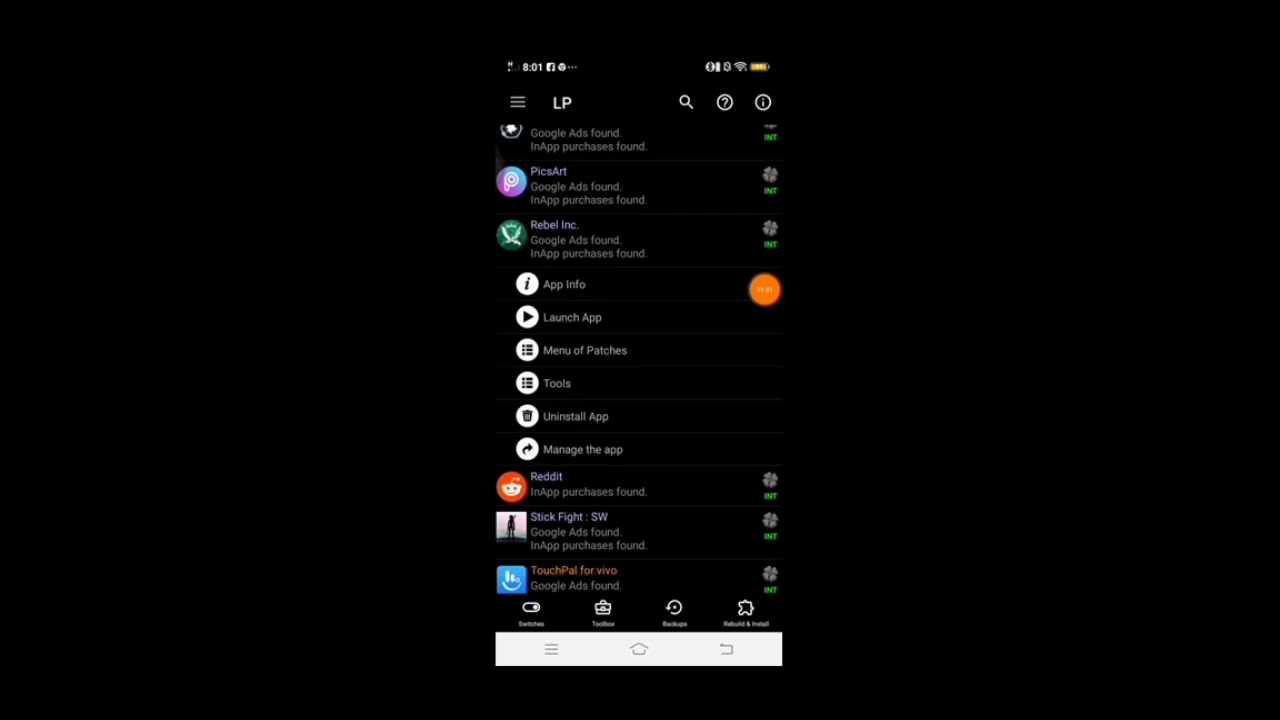 8:01
LP
Google Ads found.
InApp purchases found.
INT
PicsArt
Google Ads found.
InApp purchases found.
INT
Rebel Inc.
Google Ads found.
InApp purchases found.
INT
App Info
Launch App
Menu of Patches
Tools
Uninstall App
Manage the app
Reddit
InApp purchases found.
INT
Stick Fight : SW
Google Ads found.
InApp purchases found.
INT
TouchPal for vivo
Google Ads found.
INT
Switches
Toolbox
Backups
Rebuild & Install